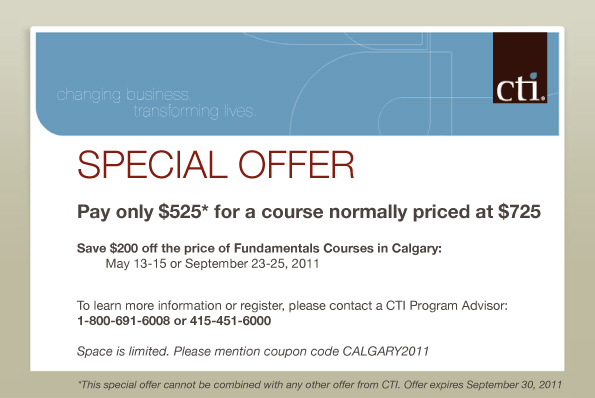 changing business.
transforming lives.
cti®
SPECIAL OFFER
Pay only $525* for a course normally priced at $725
Save $200 off the price of Fundamentals Courses in Calgary:
May 13-15 or September 23-25, 2011
To learn more information or register, please contact a CTI Program Advisor:
1-800-691-6008 or 415-451-6000
Space is limited. Please mention coupon code CALGARY2011
*This special offer cannot be combined with any other offer from CTI. Offer expires September 30, 2011